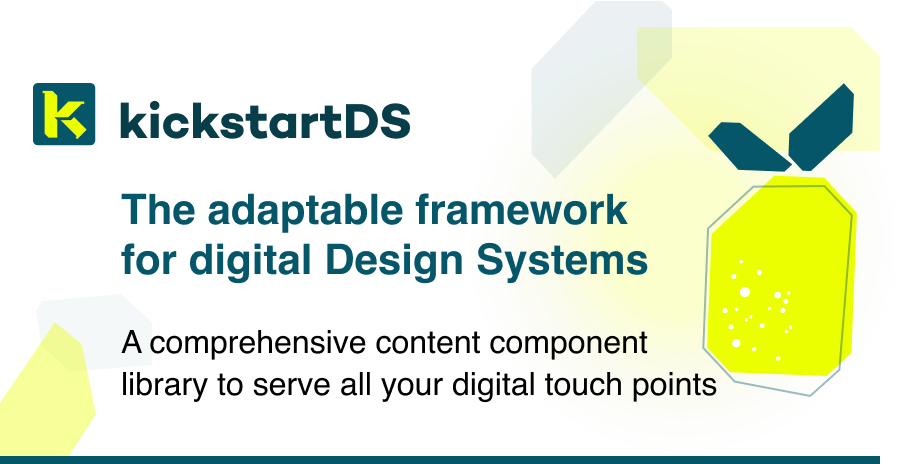 k kickstartDS
The adaptable framework
for digital Design Systems
A comprehensive content component
library to serve all your digital touch points